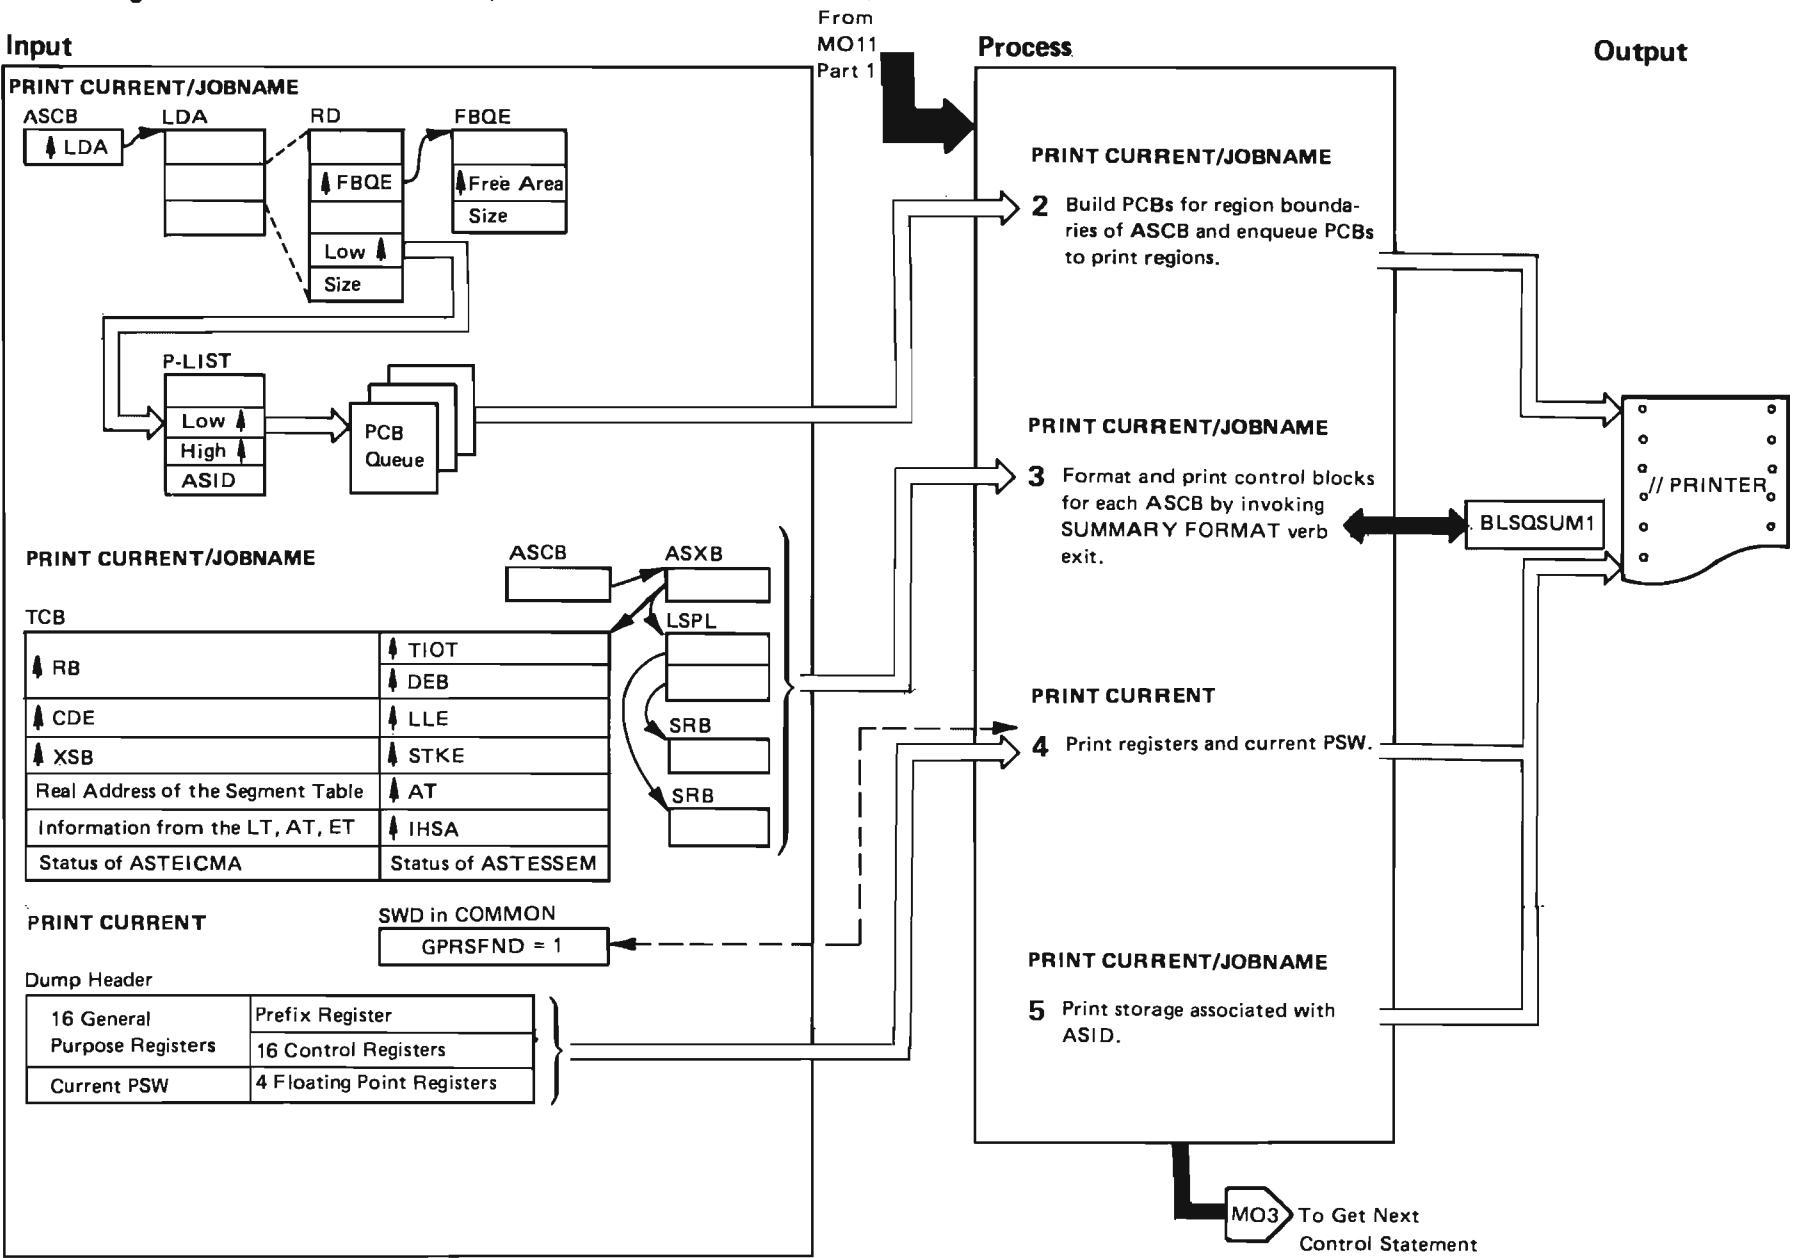 From
MO11
Part 1
Input
Process
Output
PRINT CURRENT/JOBNAME
ASCB
LDA
RD
FBQE
LDA
FBQE
Free Area
Size
Low
Size
P-LIST
Low
High
ASID
PCB
Queue
PRINT CURRENT/JOBNAME
ASCB
ASXB
TCB
LSPL
RB
TIOT
DEB
CDE
LLE
SRB
XSB
STKE
Real Address of the Segment Table
AT
SRB
Information from the LT, AT, ET
IHSA
Status of ASTEICMA
Status of ASTESSEM
PRINT CURRENT
SWD in COMMON
GPRSFND = 1
Dump Header
16 General
Purpose Registers
Prefix Register
16 Control Registers
Current PSW
4 Floating Point Registers
PRINT CURRENT/JOBNAME
2 Build PCBs for region bounda-
ries of ASCB and enqueue PCBs
to print regions.
PRINT CURRENT/JOBNAME
3 Format and print control blocks
for each ASCB by invoking
SUMMARY FORMAT verb
exit.
BLSQSUM1
// PRINTER
PRINT CURRENT
4 Print registers and current PSW.
PRINT CURRENT/JOBNAME
5 Print storage associated with
ASID.
MO3
To Get Next
Control Statement